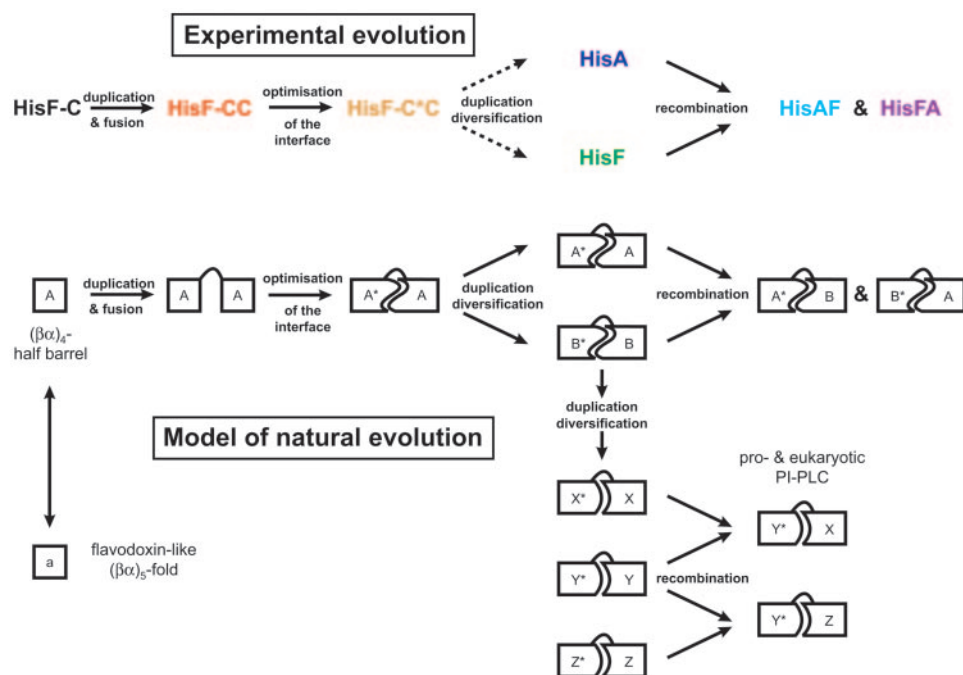 Experimental evolution
HisF-C
duplication
& fusion
HisF-CC
optimisation
of the
interface
HisF-C*C
duplication
diversification
HisA
HisF
recombination
HisAF & HisFA
A
(βα)₄-
half barrel
duplication
& fusion
A A
optimisation
of the
interface
A* A
duplication
diversification
A* A
B* B
recombination
A* B & B* A
duplication
diversification
Model of natural evolution
a
flavodoxin-like
(βα)₅-fold
X* X
Y* Y
Z* Z
recombination
pro- & eukaryotic
PI-PLC
Y* X
Y* Z